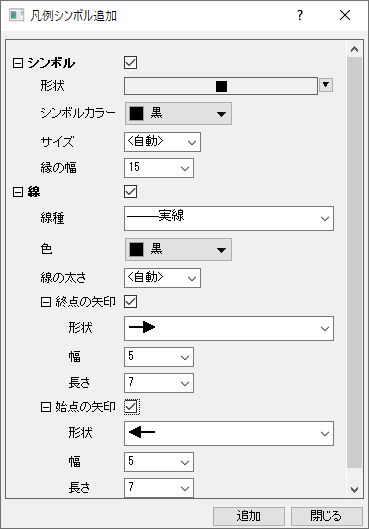 凡例シンボル追加 ?
シンボル
形状
シンボルカラー 黒
サイズ <自動>
縁の幅 15
線
線種 実線
色 黒
線の太さ <自動>
終点の矢印
形状
幅 5
長さ 7
始点の矢印
形状
幅 5
長さ 7
追加 閉じる